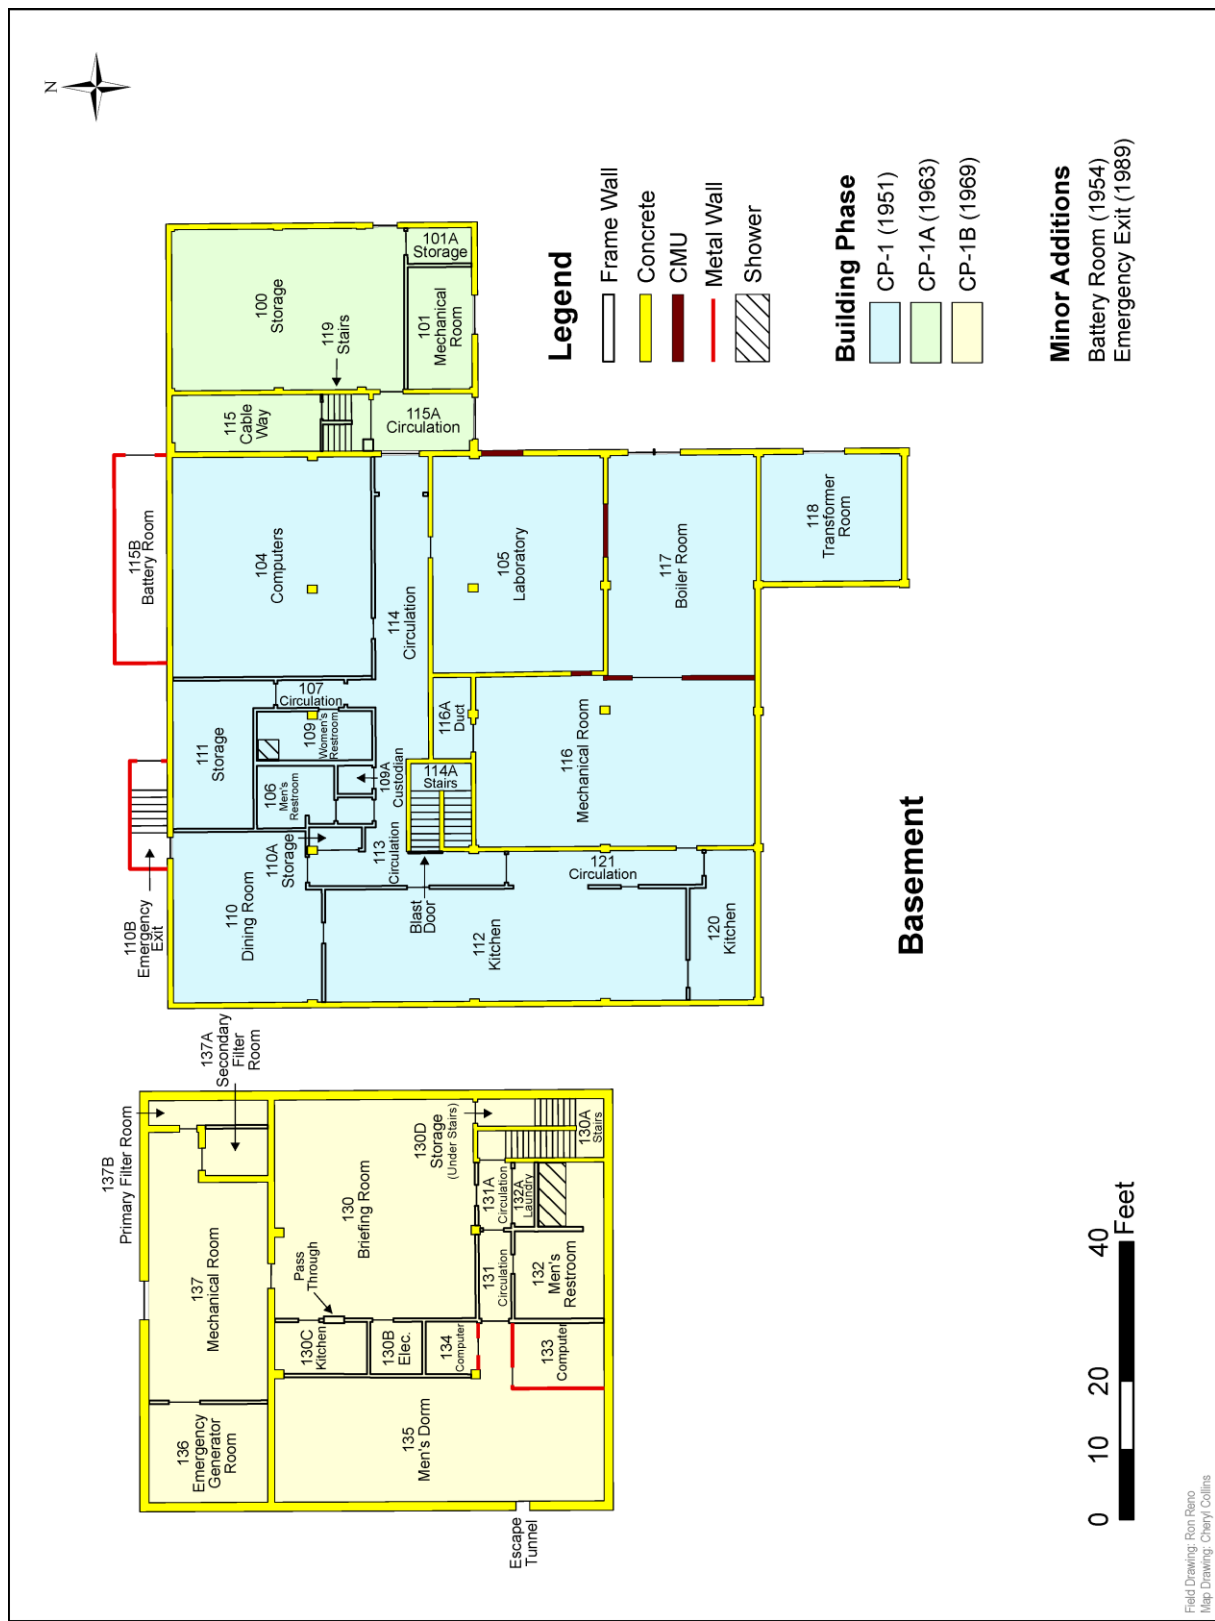 N
137B
Primary Filter Room
137A
Secondary
Filter
Room
136
Emergency
Generator
Room
137
Mechanical Room
Pass
Through
130
Briefing Room
130C
Kitchen
130B
Elec.
134
Computer
135
Men's Dorm
133
Computer
131
Circulation
131A
Circulation
132
Men's
Restroom
132A
Laundry
130D
Storage
(Under Stairs)
130A
Stairs
Escape
Tunnel
110B
Emergency
Exit
115B
Battery Room
110
Dining Room
111
Storage
104
Computers
115
Cable
Way
119
Stairs
100
Storage
101
Mechanical
Room
101A
Storage
115A
Circulation
107
Circulation
109
Women's
Restroom
106
Men's
Restroom
109A
Custodian
110A
Storage
113
Circulation
114
Circulation
114A
Stairs
116A
Duct
105
Laboratory
Blast
Door
112
Kitchen
121
Circulation
120
Kitchen
116
Mechanical Room
117
Boiler Room
118
Transformer
Room
Basement
Legend
Frame Wall
Concrete
CMU
Metal Wall
Shower
Building Phase
CP-1 (1951)
CP-1A (1963)
CP-1B (1969)
Minor Additions
Battery Room (1954)
Emergency Exit (1989)
0 10 20 40
Feet
Field Drawing: Ron Reno
Map Drawing: Cheryl Collins